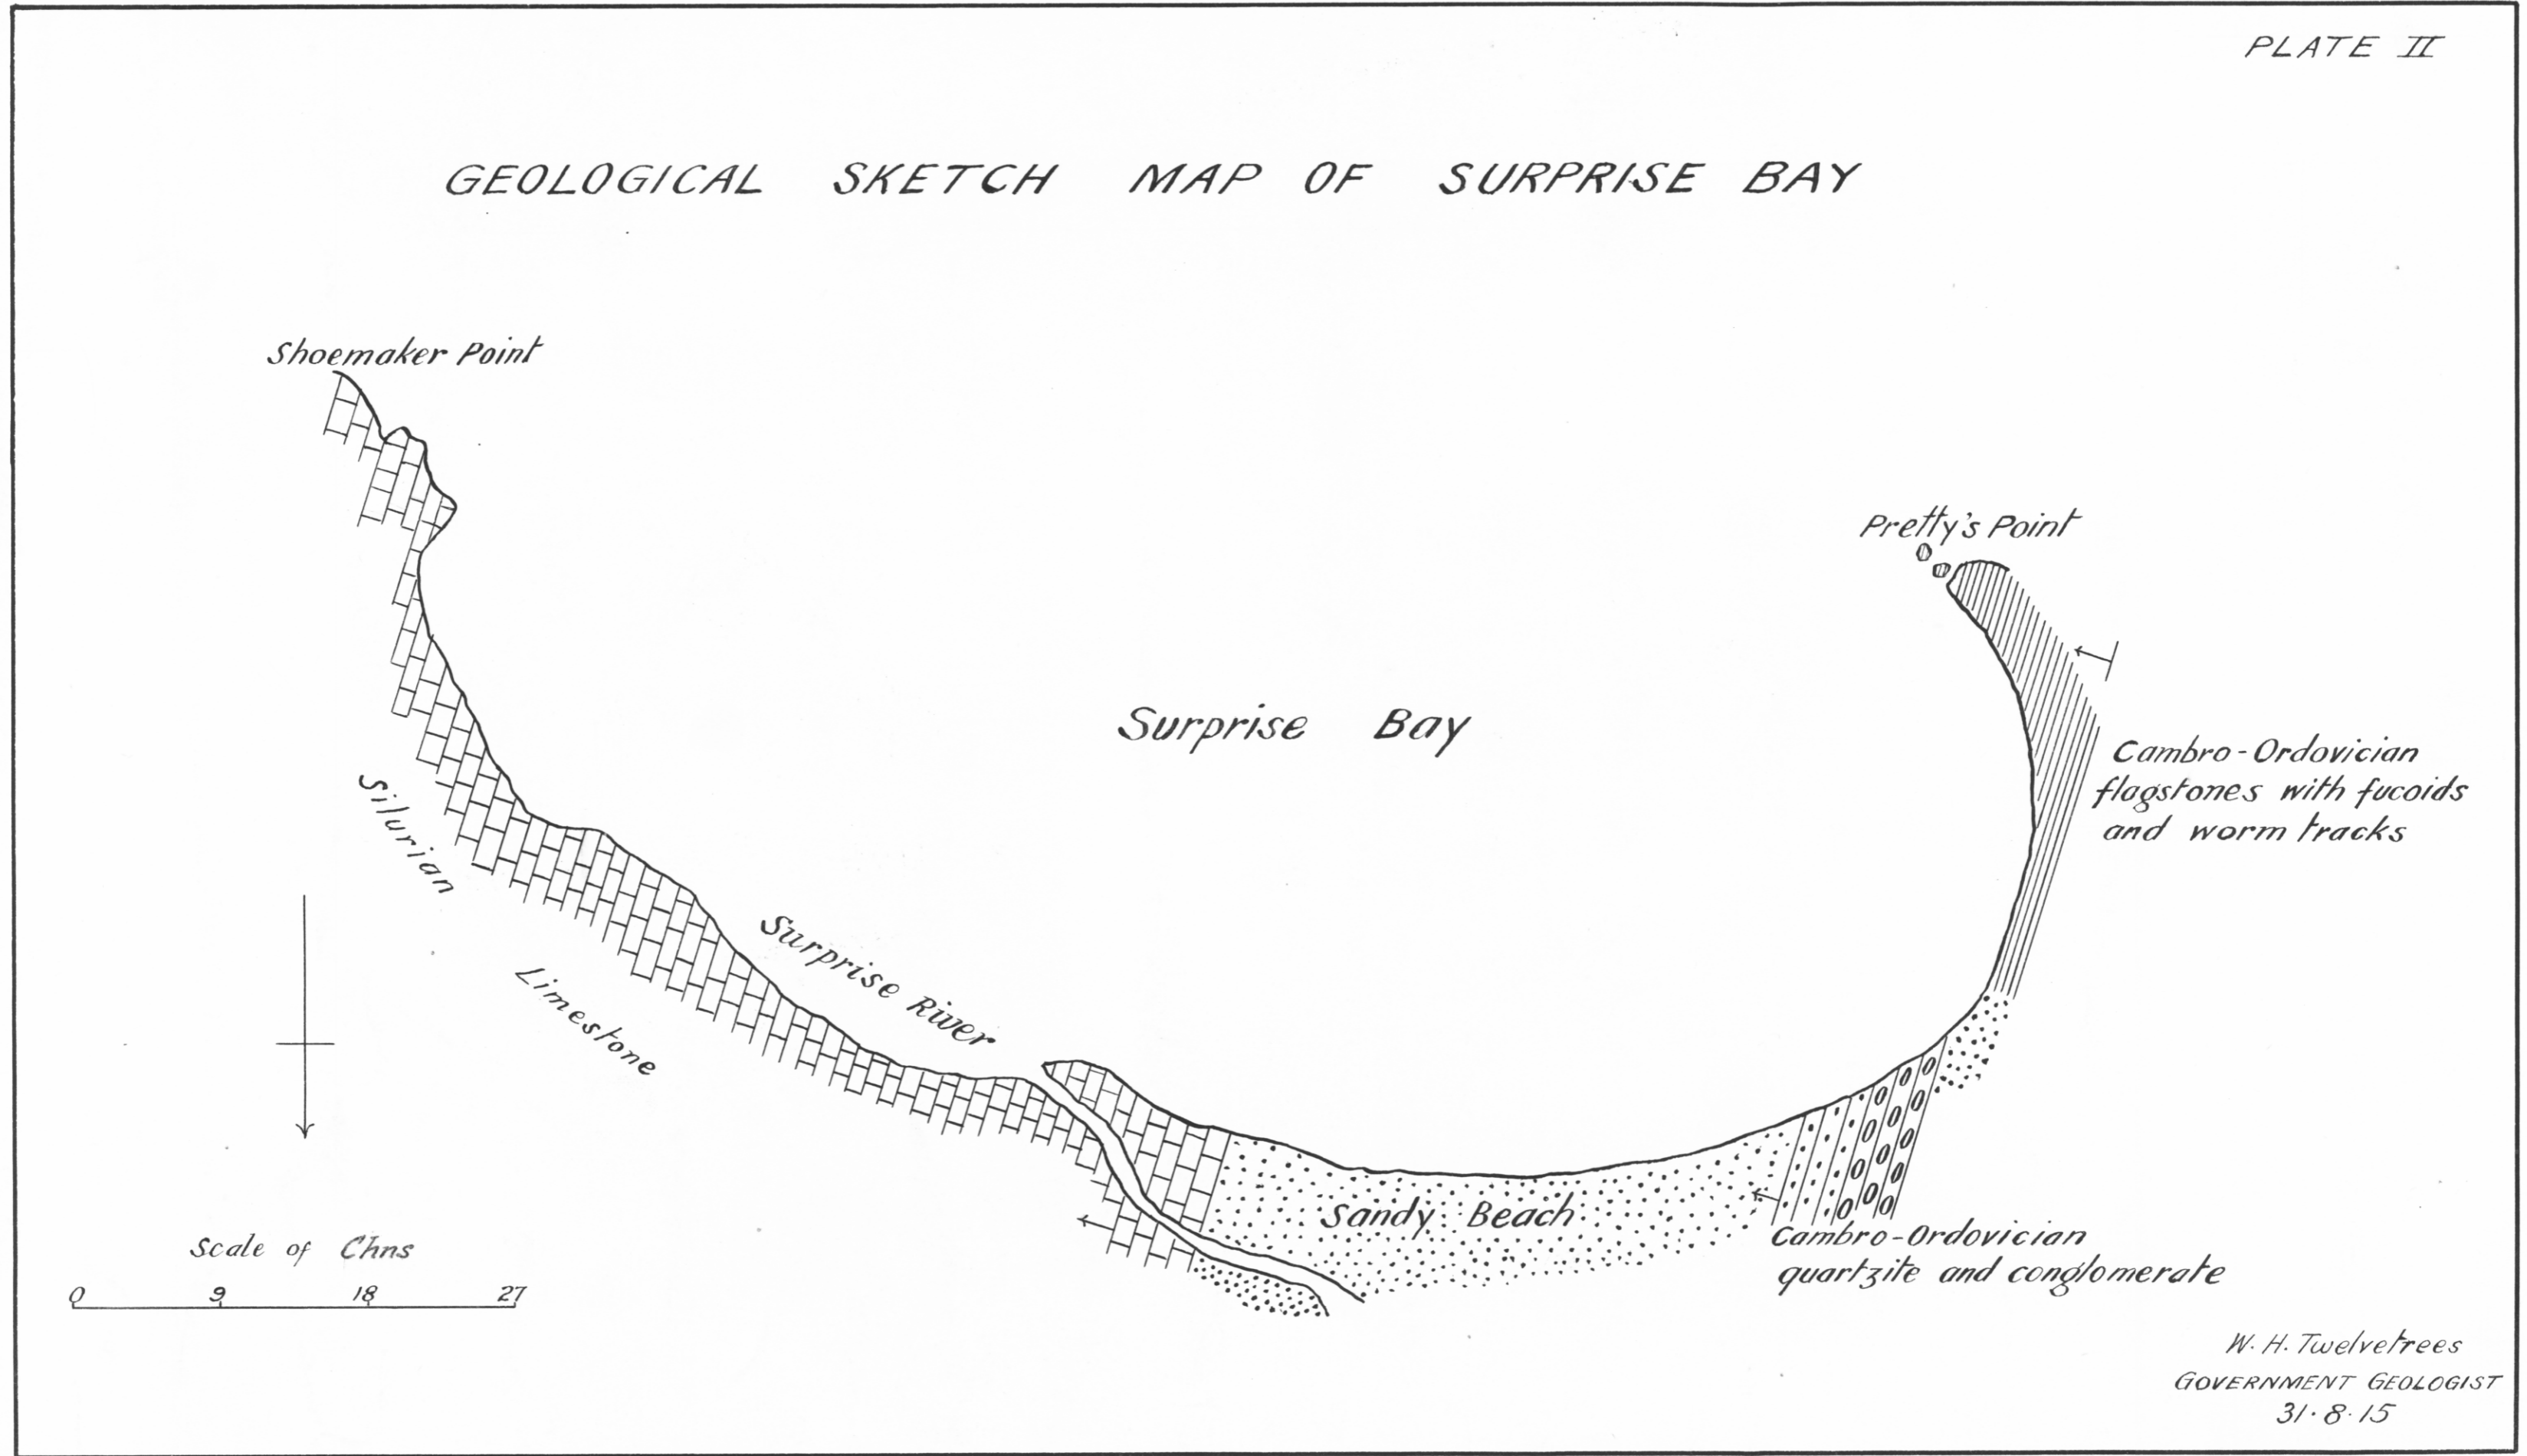 PLATE II
GEOLOGICAL SKETCH MAP OF SURPRISE BAY
Shoemaker Point
Pretty's Point
Surprise Bay
Cambro-Ordovician
flagstones with fucoids
and worm tracks
Silurian
Limestone
Surprise River
Sandy Beach
Cambro-Ordovician
quartzite and conglomerate
Scale of Chns
0 9 18 27
W. H. Twelvetrees
GOVERNMENT GEOLOGIST
31·8·15